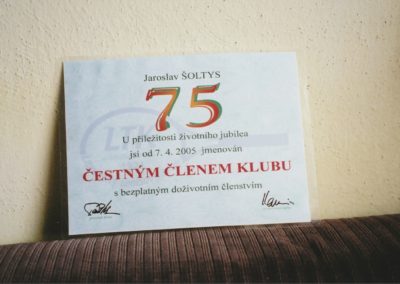 Jaroslav ŠOLTYS
75
U příležitosti životního jubilea
jsi od 7. 4. 2005 jmenován
ČESTNÝM ČLENEM KLUBU
s bezplatným doživotním členstvím